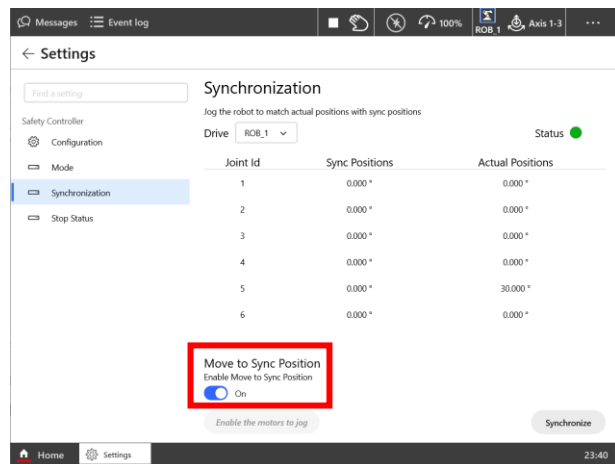 Messages Event log 100% ROB_1 Axis 1-3 ...
← Settings
Find a setting
Safety Controller
Configuration
Mode
Synchronization
Stop Status
Synchronization
Jog the robot to match actual positions with sync positions
Drive ROB_1 Status
Joint Id Sync Positions Actual Positions
1 0.000 ° 0.000 °
2 0.000 ° 0.000 °
3 0.000 ° 0.000 °
4 0.000 ° 0.000 °
5 0.000 ° 30.000 °
6 0.000 ° 0.000 °
Move to Sync Position
Enable Move to Sync Position
On
Enable the motors to jog Synchronize
Home Settings 23:40